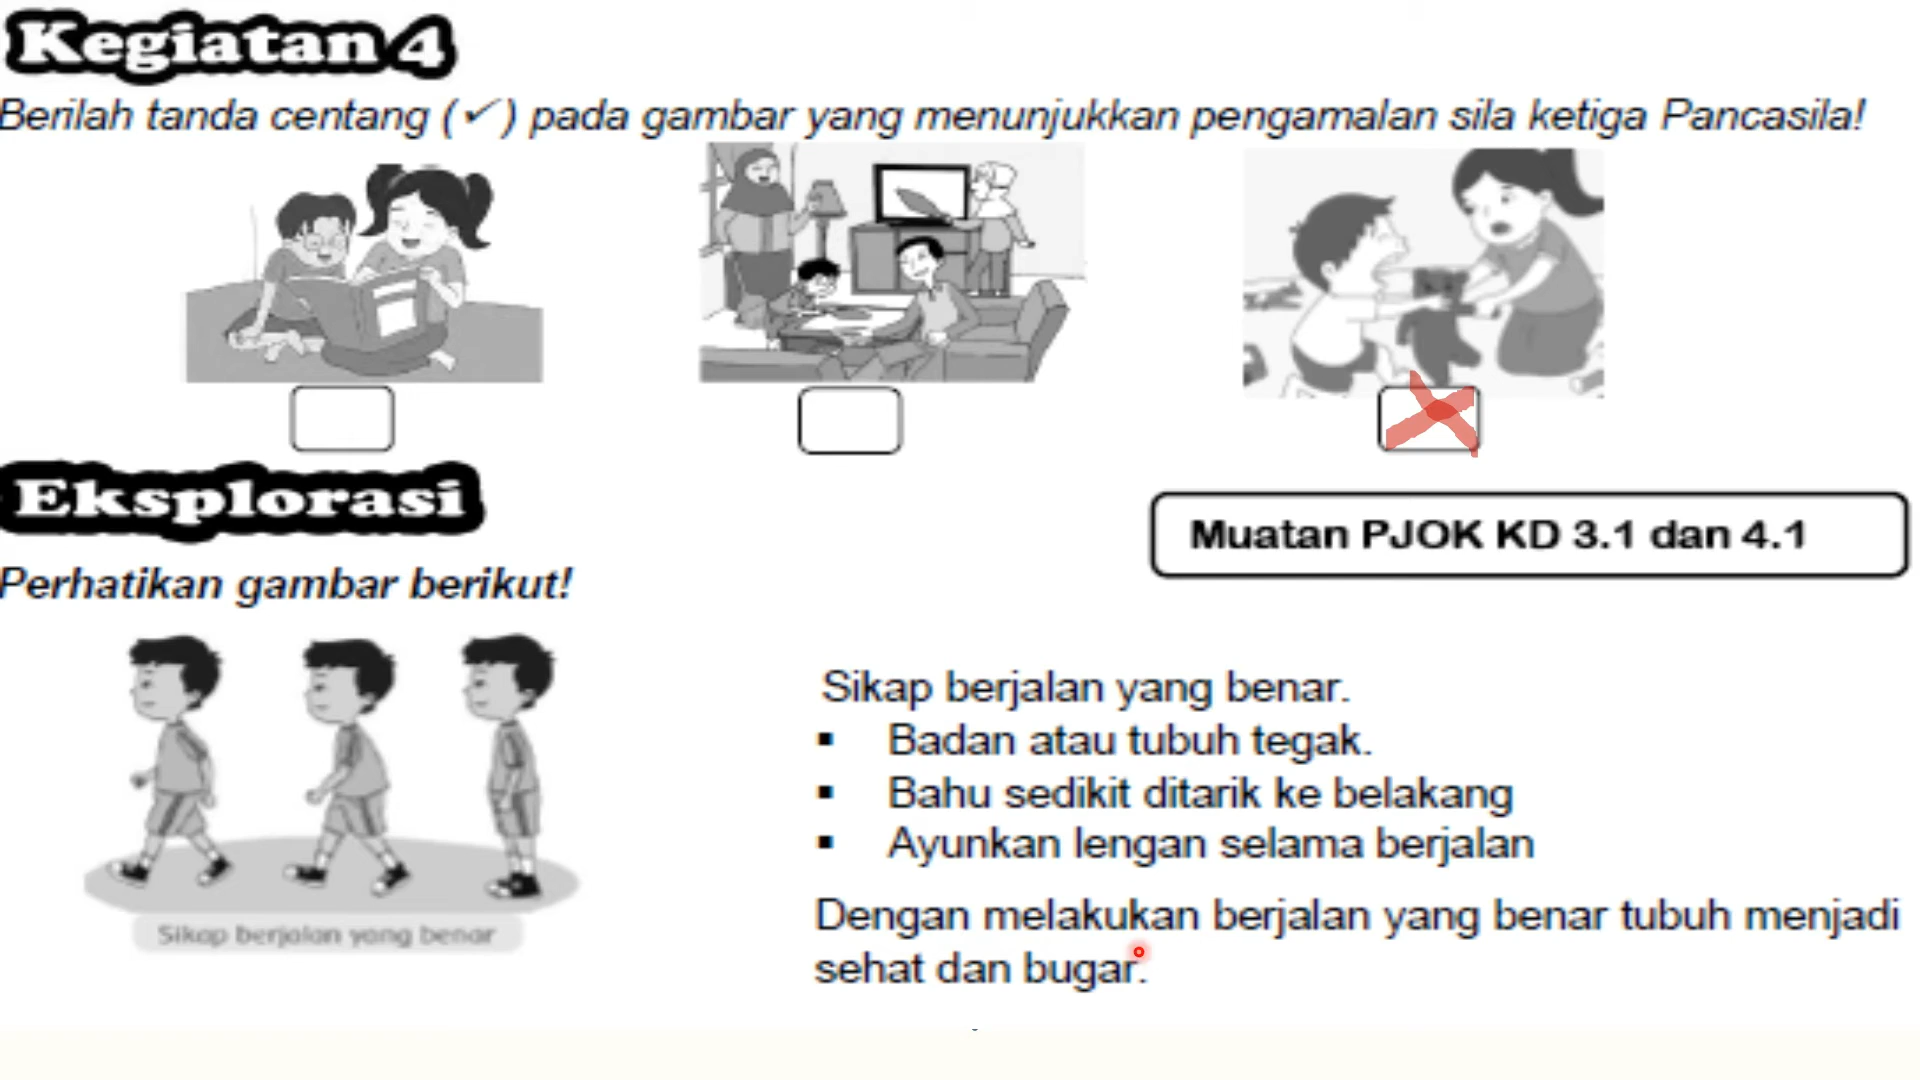 Kegiatan 4
Berilah tanda centang (✓) pada gambar yang menunjukkan pengamalan sila ketiga Pancasila!
Eksplorasi
Muatan PJOK KD 3.1 dan 4.1
Perhatikan gambar berikut!
Sikap berjalan yang benar.
▪ Badan atau tubuh tegak.
▪ Bahu sedikit ditarik ke belakang
▪ Ayunkan lengan selama berjalan
Dengan melakukan berjalan yang benar tubuh menjadi
sehat dan bugar.
Sikap berjalan yang benar